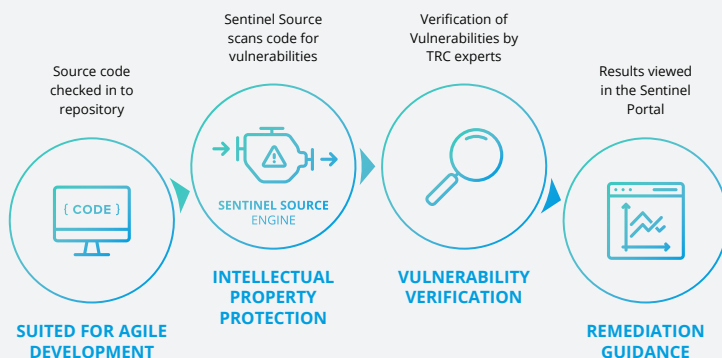 Source code
checked in to
repository
{ CODE }
SUITED FOR AGILE
DEVELOPMENT
Sentinel Source
scans code for
vulnerabilities
SENTINEL SOURCE
ENGINE
INTELLECTUAL
PROPERTY
PROTECTION
Verification of
Vulnerabilities by
TRC experts
VULNERABILITY
VERIFICATION
Results viewed
in the Sentinel
Portal
REMEDIATION
GUIDANCE